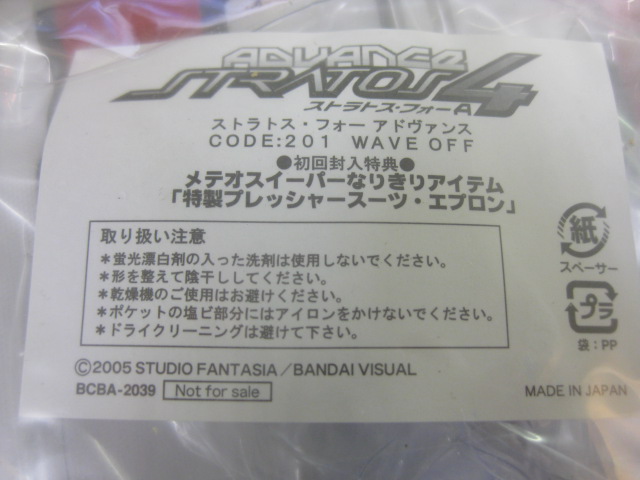 ADVANCE
STRATOS 4
ストラトス・フォーA
ストラトス・フォー アドヴァンス
CODE:201 WAVE OFF
●初回封入特典●
メテオスイーパーなりきりアイテム
「特製プレッシャースーツ・エプロン」
取り扱い注意
＊蛍光漂白剤の入った洗剤は使用しないでください。
＊形を整えて陰干ししてください。
＊乾燥機のご使用はお避けください。
＊ポケットの塩ビ部分にはアイロンをかけないでください。
＊ドライクリーニングは避けて下さい。
紙
スペーサー
プラ
袋：PP
©2005 STUDIO FANTASIA／BANDAI VISUAL
BCBA-2039 Not for sale
MADE IN JAPAN